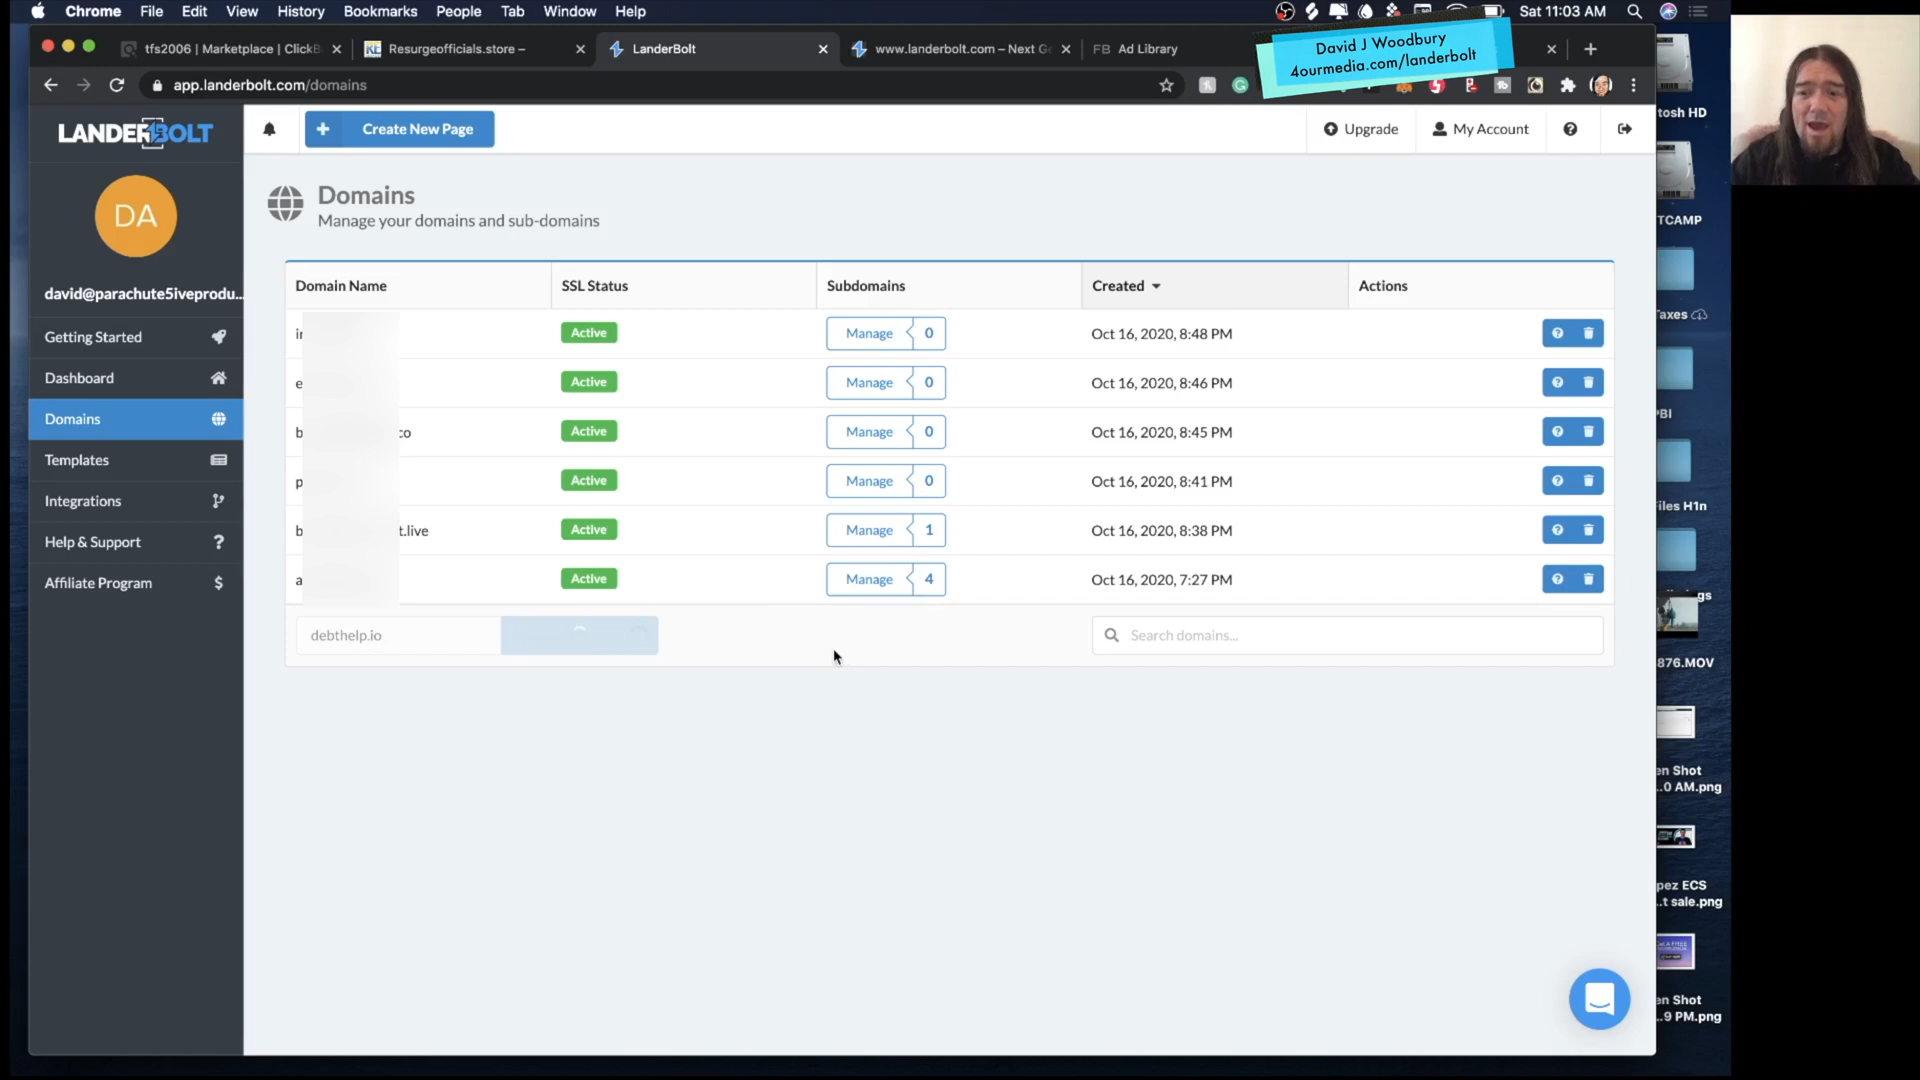 Chrome File Edit View History Bookmarks People Tab Window Help
Sat 11:03 AM
tfs2006 | Marketplace | ClickB
Resurgeofficials.store –
LanderBolt
www.landerbolt.com – Next Ge
FB Ad Library
David J Woodbury
4ourmedia.com/landerbolt
app.landerbolt.com/domains
LANDERBOLT
Create New Page
Upgrade
My Account
DA
david@parachute5iveprodu...
Getting Started
Dashboard
Domains
Templates
Integrations
Help & Support
Affiliate Program
Domains
Manage your domains and sub-domains
Domain Name SSL Status Subdomains Created Actions
Active Manage 0 Oct 16, 2020, 8:48 PM
e Active Manage 0 Oct 16, 2020, 8:46 PM
b co Active Manage 0 Oct 16, 2020, 8:45 PM
p Active Manage 0 Oct 16, 2020, 8:41 PM
b t.live Active Manage 1 Oct 16, 2020, 8:38 PM
a Active Manage 4 Oct 16, 2020, 7:27 PM
debthelp.io
Search domains...
tosh HD
TCAMP
Taxes
PBI
Files H1n
876.MOV
en Shot
..0 AM.png
pez ECS
..t sale.png
en Shot
..9 PM.png